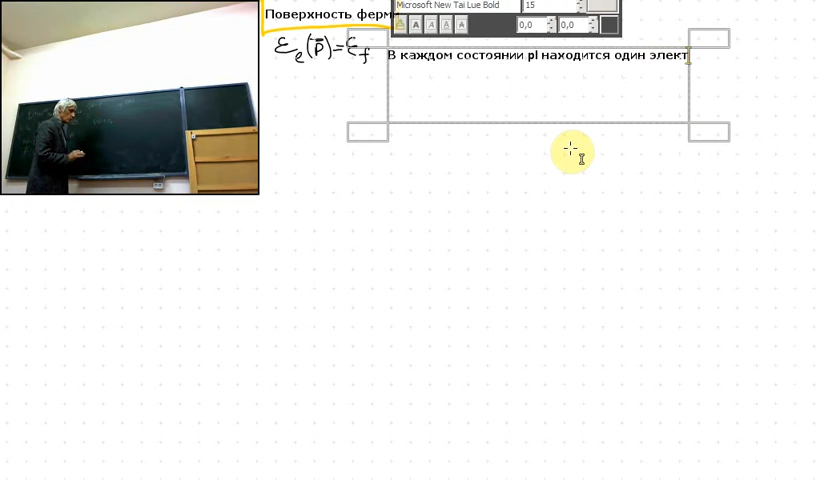 Microsoft New Tai Lue Bold 15
Поверхность ферм
A A A A A 0,0 0,0
ε_e(p̄)=ε_f
В каждом состоянии pl находится один элект